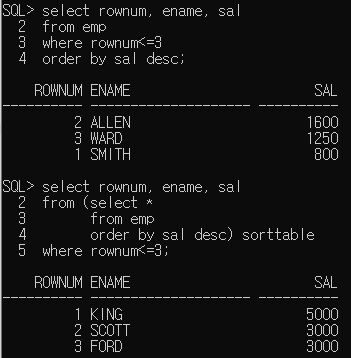 SQL> select rownum, ename, sal
  2  from emp
  3  where rownum<=3
  4  order by sal desc;
    ROWNUM ENAME                       SAL
---------- -------------------- ----------
         2 ALLEN                      1600
         3 WARD                       1250
         1 SMITH                       800
SQL> select rownum, ename, sal
  2  from (select *
  3        from emp
  4        order by sal desc) sorttable
  5  where rownum<=3;
    ROWNUM ENAME                       SAL
---------- -------------------- ----------
         1 KING                       5000
         2 SCOTT                      3000
         3 FORD                       3000